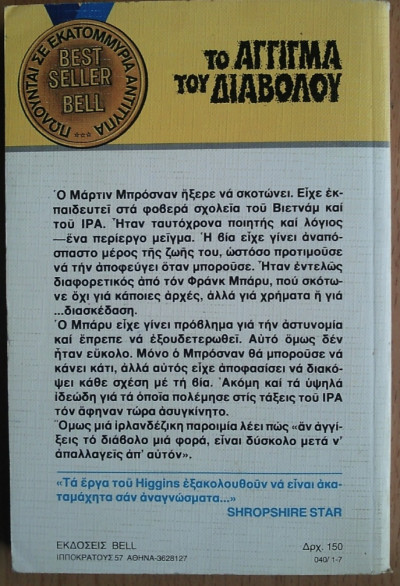 ΠΩΛΟΥΝΤΑΙ ΣΕ ΕΚΑΤΟΜΜΥΡΙΑ ΑΝΤΙΤΥΠΑ
BEST
SELLER
BELL
ΤΟ ΑΓΓΙΓΜΑ
ΤΟΥ ΔΙΑΒΟΛΟΥ
Ὁ Μάρτιν Μπρόσναν ἤξερε νά σκοτώνει. Εἶχε ἐκ-
παιδευτεῖ στά φοβερά σχολεῖα τοῦ Βιετνάμ καί
τοῦ ΙΡΑ. Ἦταν ταυτόχρονα ποιητής καί λόγιος
—ἕνα περίεργο μεῖγμα. Ἡ βία εἶχε γίνει ἀναπό-
σπαστο μέρος τῆς ζωῆς του, ὡστόσο προτιμοῦσε
νά τήν ἀποφεύγει ὅταν μποροῦσε. Ἦταν ἐντελῶς
διαφορετικός ἀπό τόν Φράνκ Μπάρυ, πού σκότω-
νε ὄχι γιά κάποιες ἀρχές, ἀλλά γιά χρήματα ἤ γιά
...διασκέδαση.
Ὁ Μπάρυ εἶχε γίνει πρόβλημα γιά τήν ἀστυνομία
καί ἔπρεπε νά ἐξουδετερωθεῖ. Αὐτό ὅμως δέν
ἦταν εὔκολο. Μόνο ὁ Μπρόσναν θά μποροῦσε νά
κάνει κάτι, ἀλλά αὐτός εἶχε ἀποφασίσει νά διακό-
ψει κάθε σχέση μέ τή βία. Ἀκόμη καί τά ὑψηλά
ἰδεώδη γιά τά ὁποῖα πολέμησε στίς τάξεις τοῦ ΙΡΑ
τόν ἄφηναν τώρα ἀσυγκίνητο.
Ὅμως μιά ἰρλανδέζικη παροιμία λέει πώς «ἄν ἀγγί-
ξεις τό διάβολο μιά φορά, εἶναι δύσκολο μετά ν'
ἀπαλλαγεῖς ἀπ' αὐτόν».
«Τά ἔργα τοῦ Higgins ἐξακολουθοῦν νά εἶναι ἀκα-
ταμάχητα σάν ἀναγνώσματα...»
SHROPSHIRE STAR
ΕΚΔΟΣΕΙΣ BELL
ΙΠΠΟΚΡΑΤΟΥΣ 57 ΑΘΗΝΑ-3628127
Δρχ. 150
040/1-7